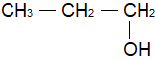 CH₃ — CH₂ — CH₂
OH